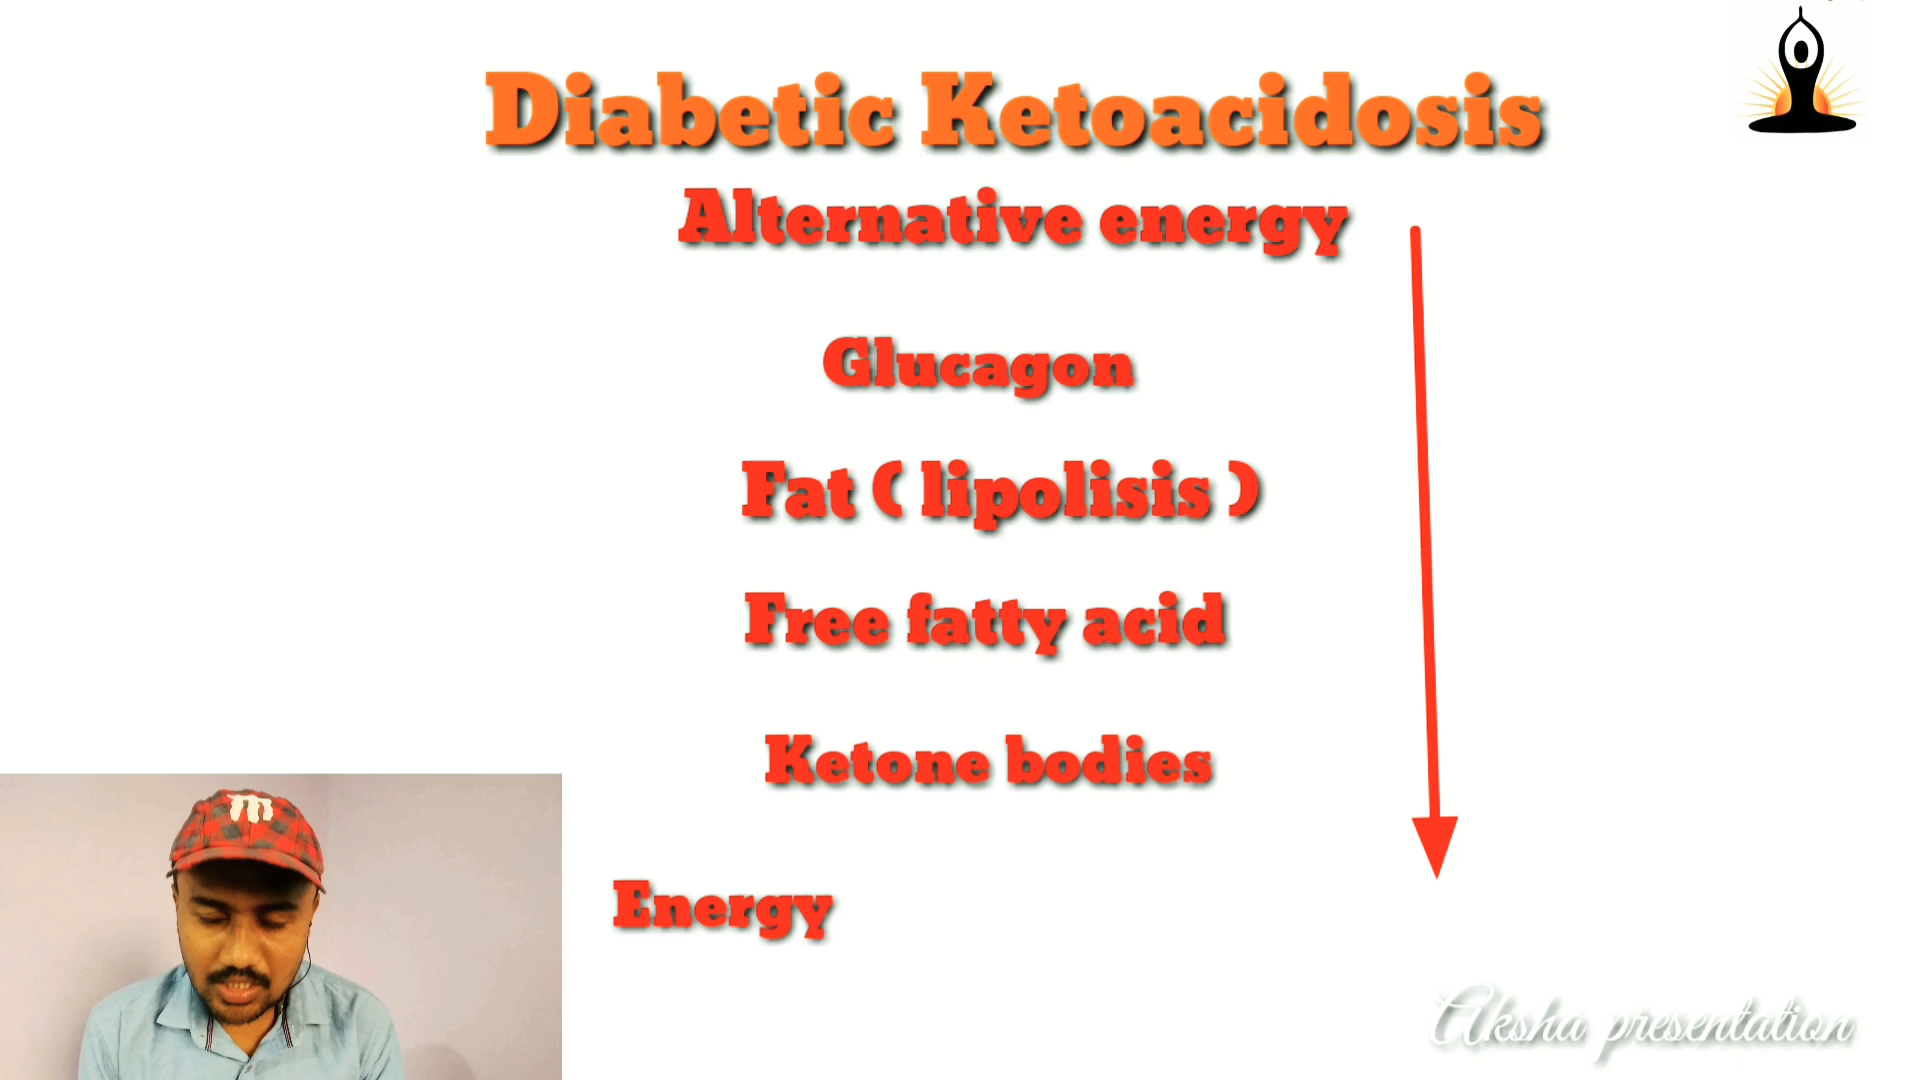 Diabetic Ketoacidosis
Alternative energy
Glucagon
Fat ( lipolisis )
Free fatty acid
Ketone bodies
Energy
Aksha presentation
m